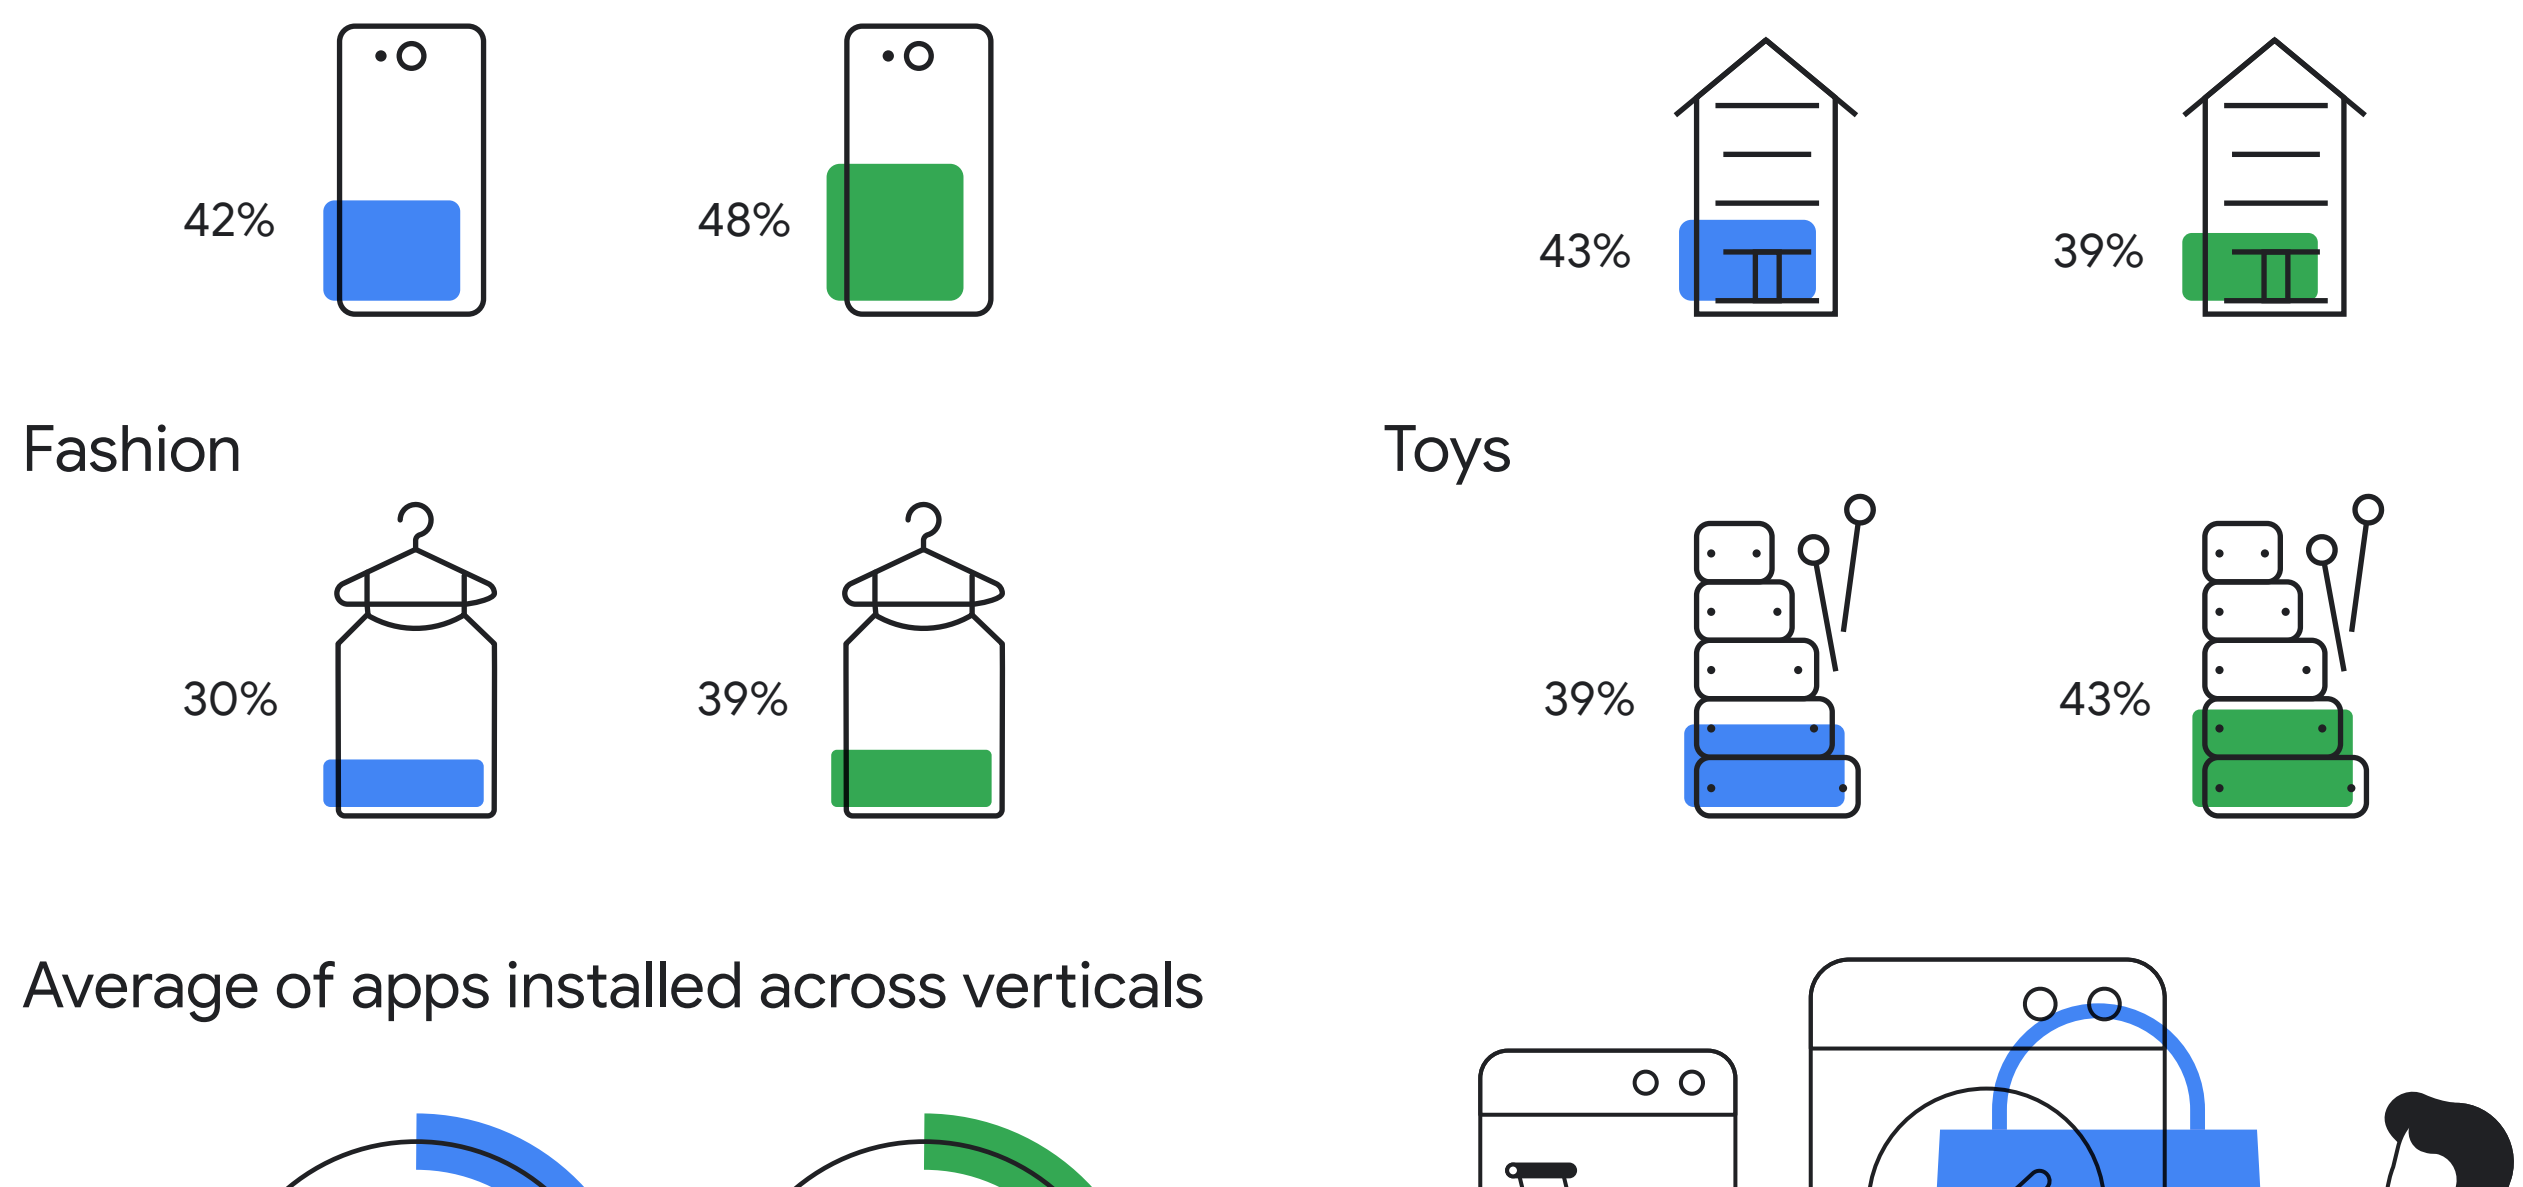 42%
48%
43%
39%
Fashion
Toys
30%
39%
39%
43%
Average of apps installed across verticals